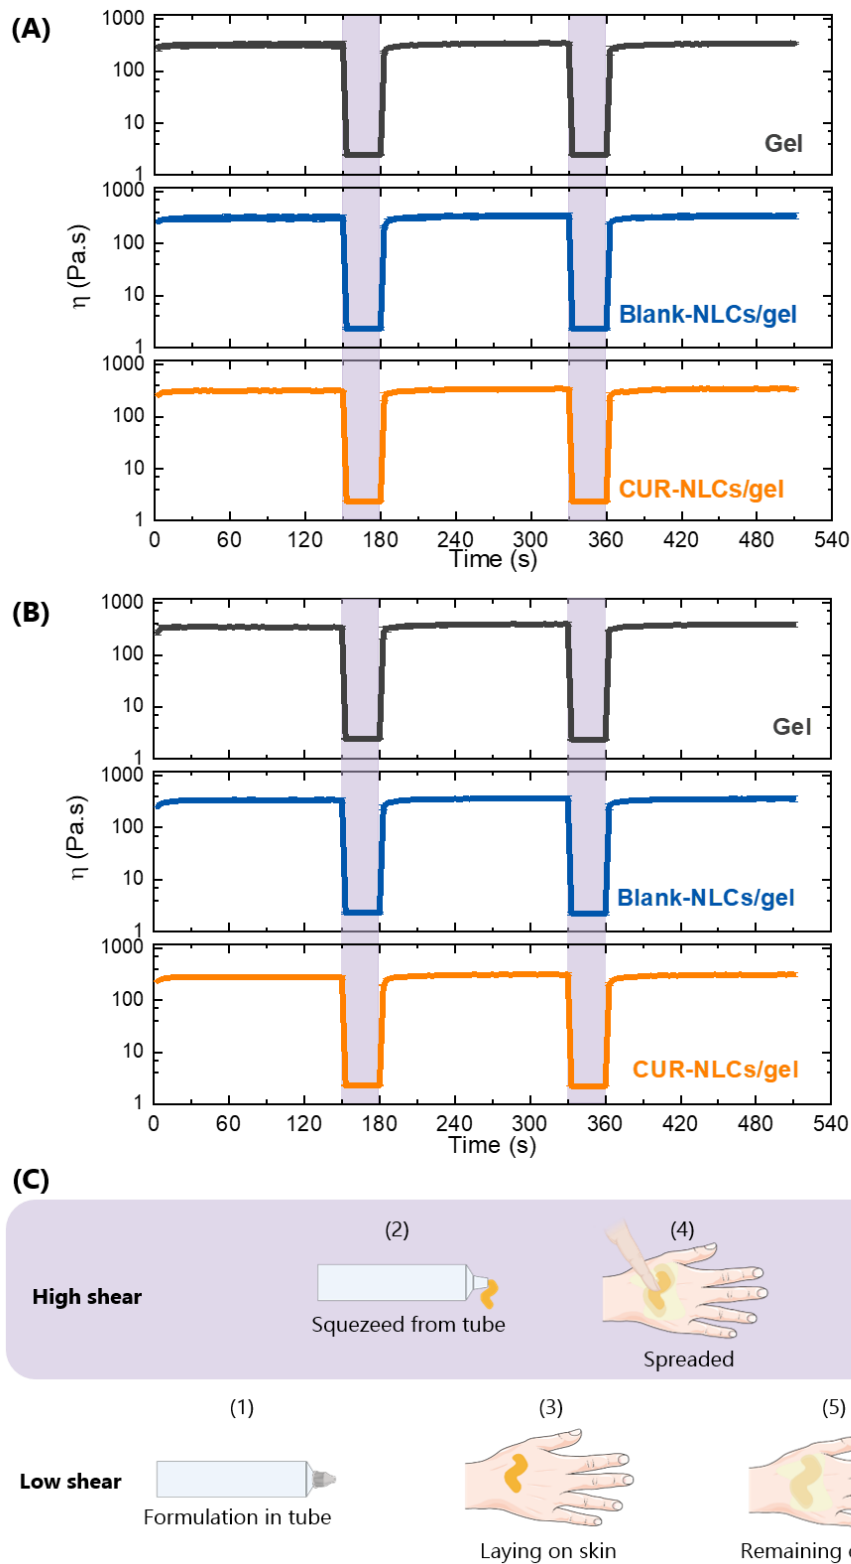 (A)
1000
100
10
1
Gel
1000
100
10
1
Blank-NLCs/gel
η (Pa.s)
1000
100
10
1
CUR-NLCs/gel
0 60 120 180 240 300 360 420 480 540
Time (s)
(B)
1000
100
10
1
Gel
1000
100
10
1
Blank-NLCs/gel
η (Pa.s)
1000
100
10
1
CUR-NLCs/gel
0 60 120 180 240 300 360 420 480 540
Time (s)
(C)
(2) (4)
High shear
Squezeed from tube
Spreaded
(1) (3) (5)
Low shear
Formulation in tube
Laying on skin Remaining